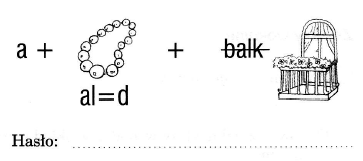 a + + balk
al=d
Hasło: